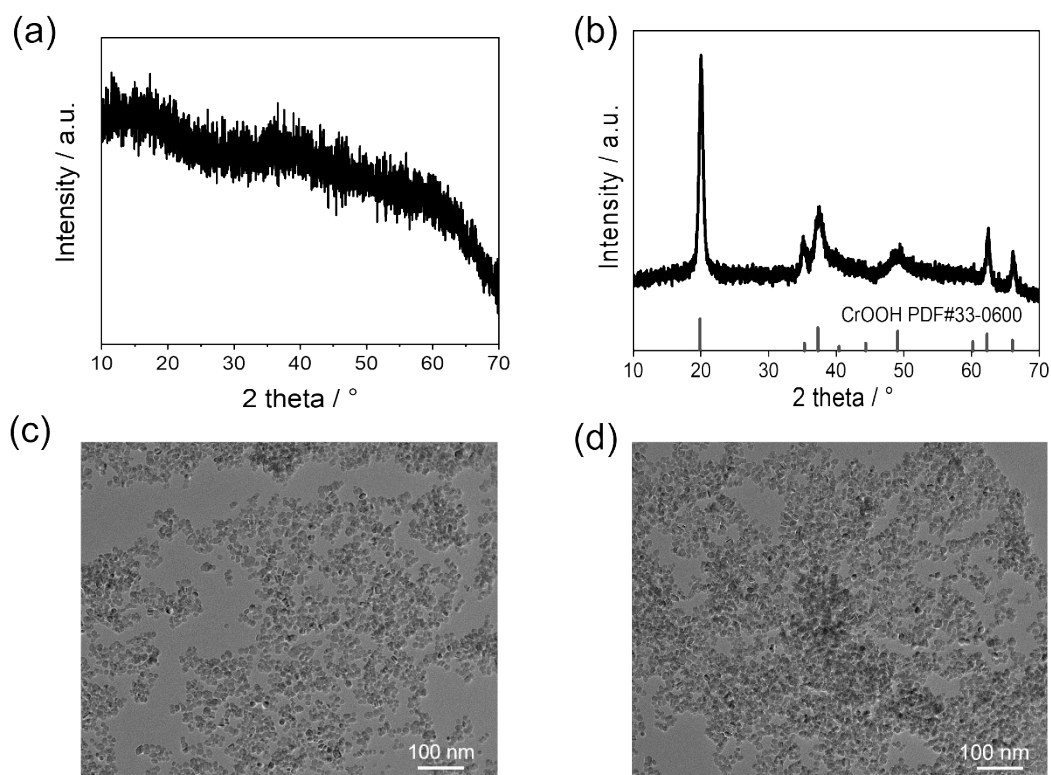 (a)
Intensity / a.u.
10 20 30 40 50 60 70
2 theta / °
(b)
Intensity / a.u.
CrOOH PDF#33-0600
10 20 30 40 50 60 70
2 theta / °
(c)
100 nm
(d)
100 nm